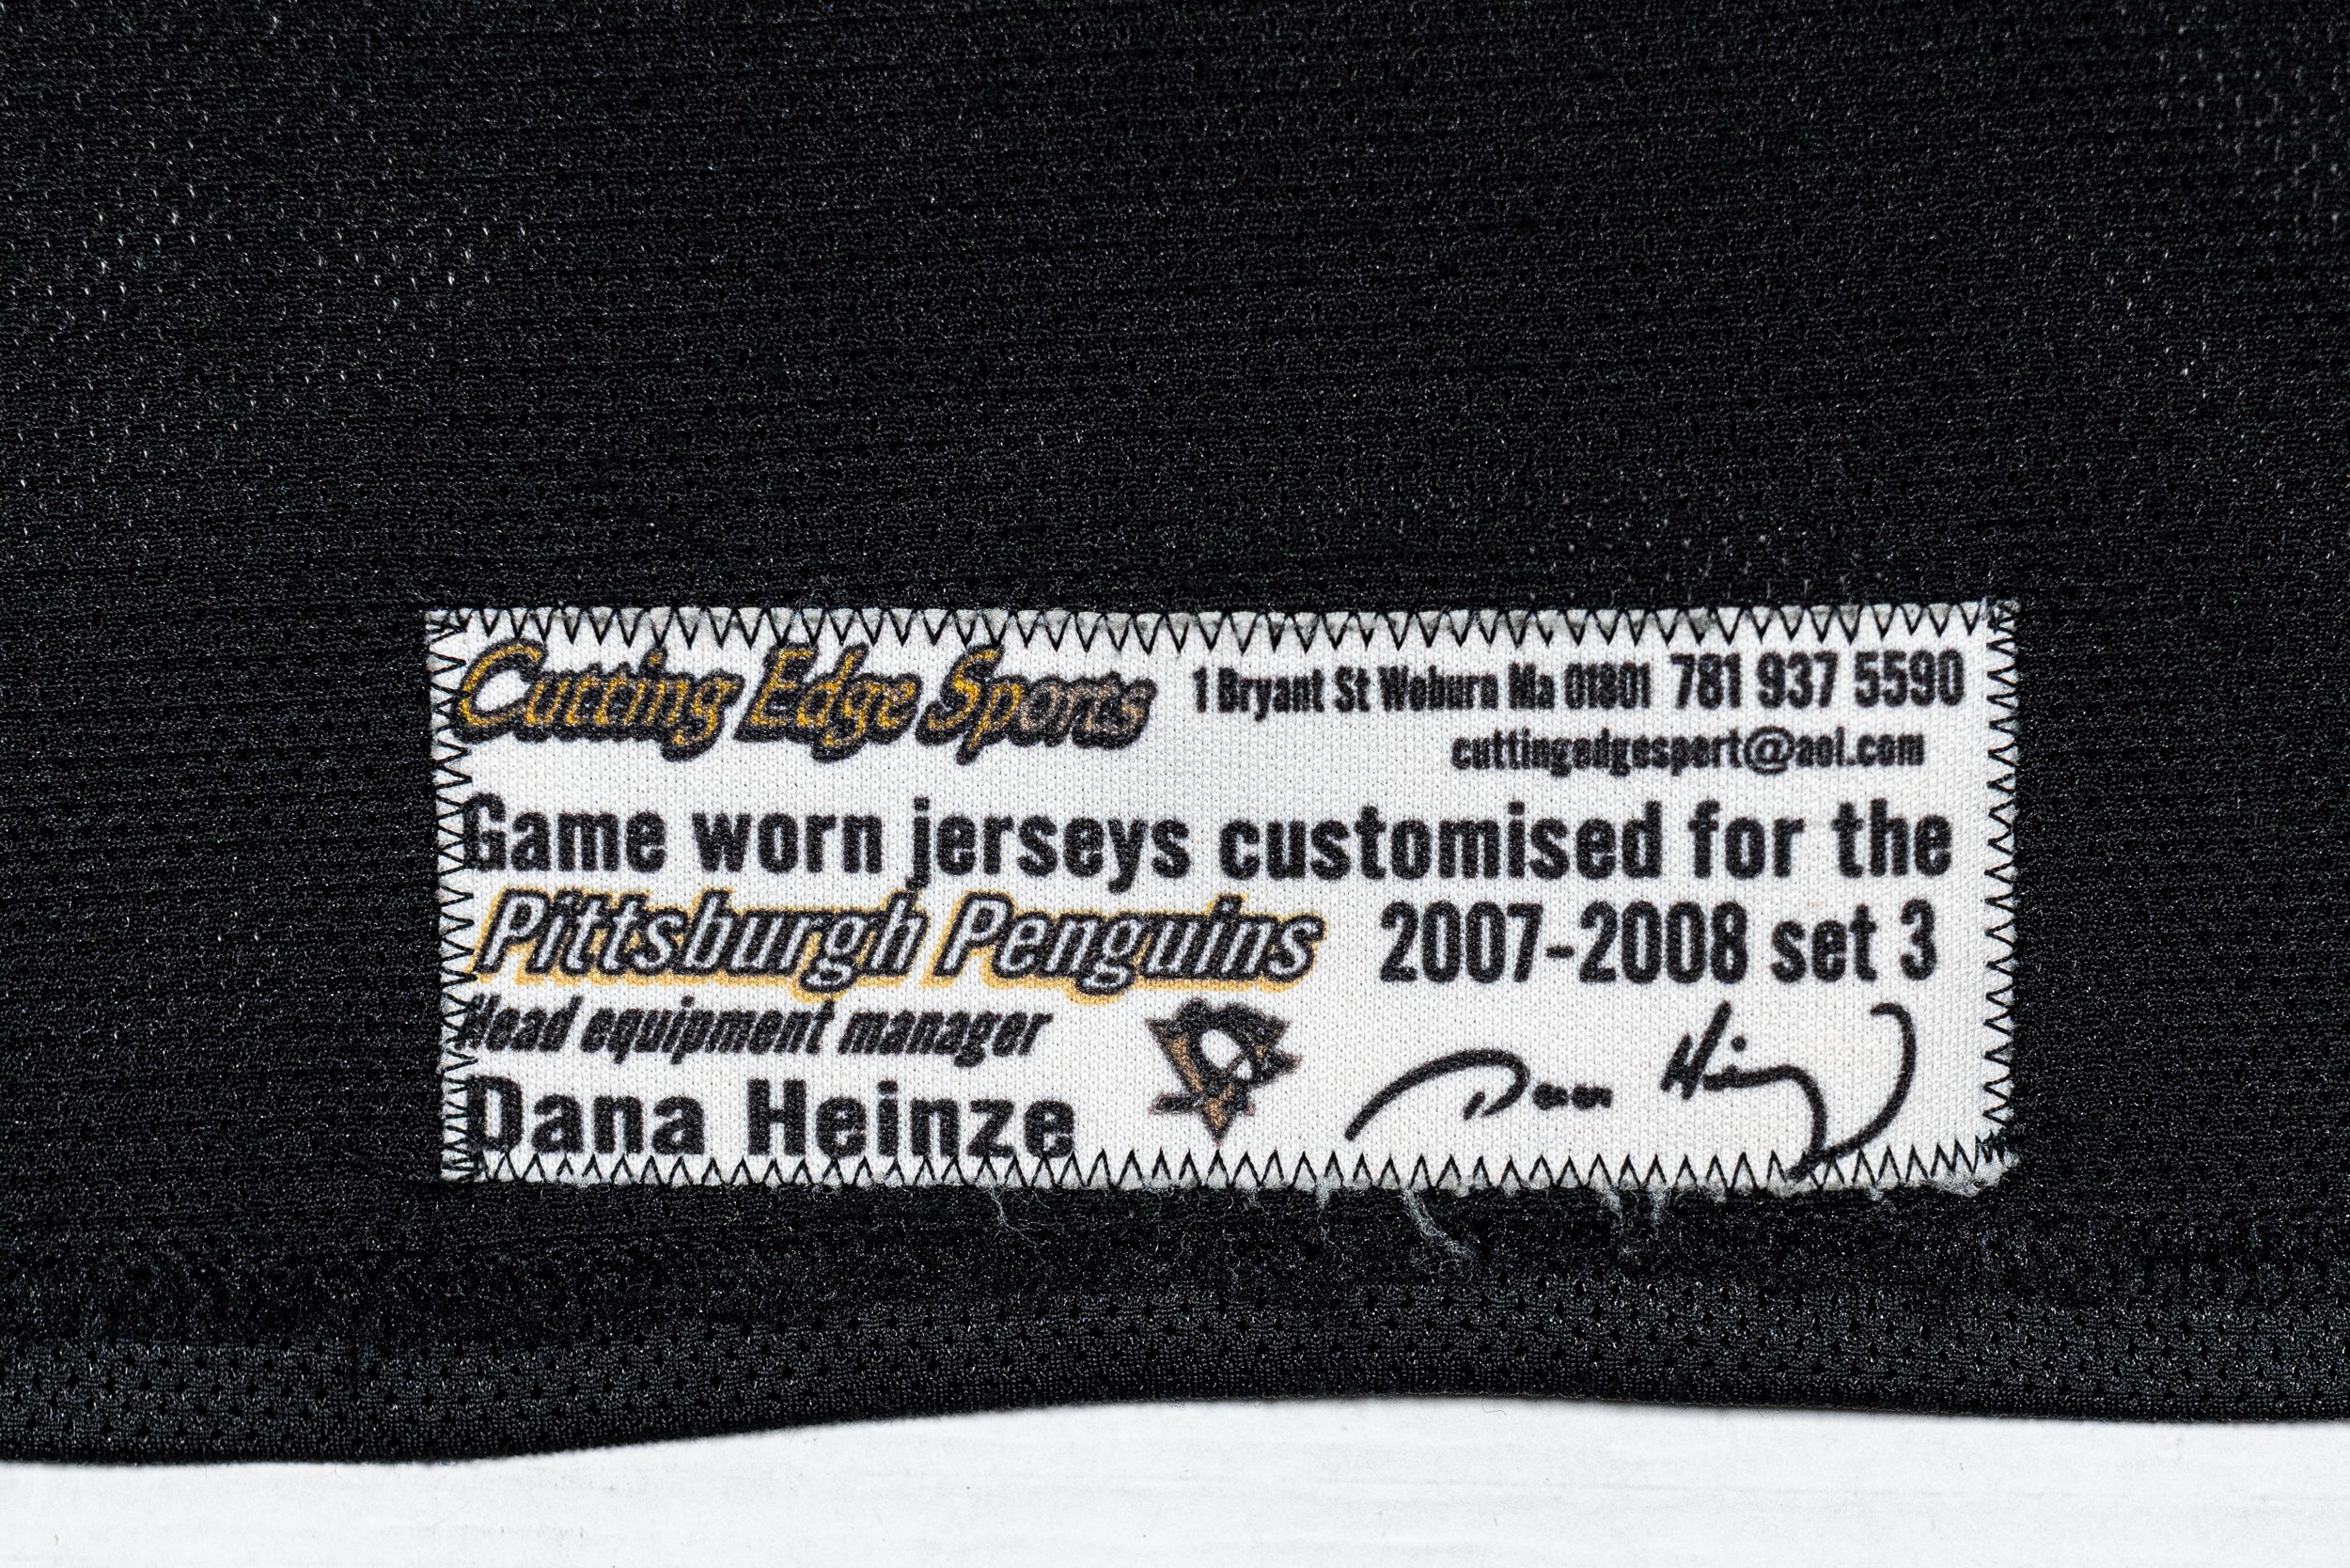 Cutting Edge Sports 1 Bryant St Woburn Ma 01801 781 937 5590
cuttingedgesport@aol.com
Game worn jerseys customised for the
Pittsburgh Penguins 2007-2008 set 3
Head equipment manager
Dana Heinze